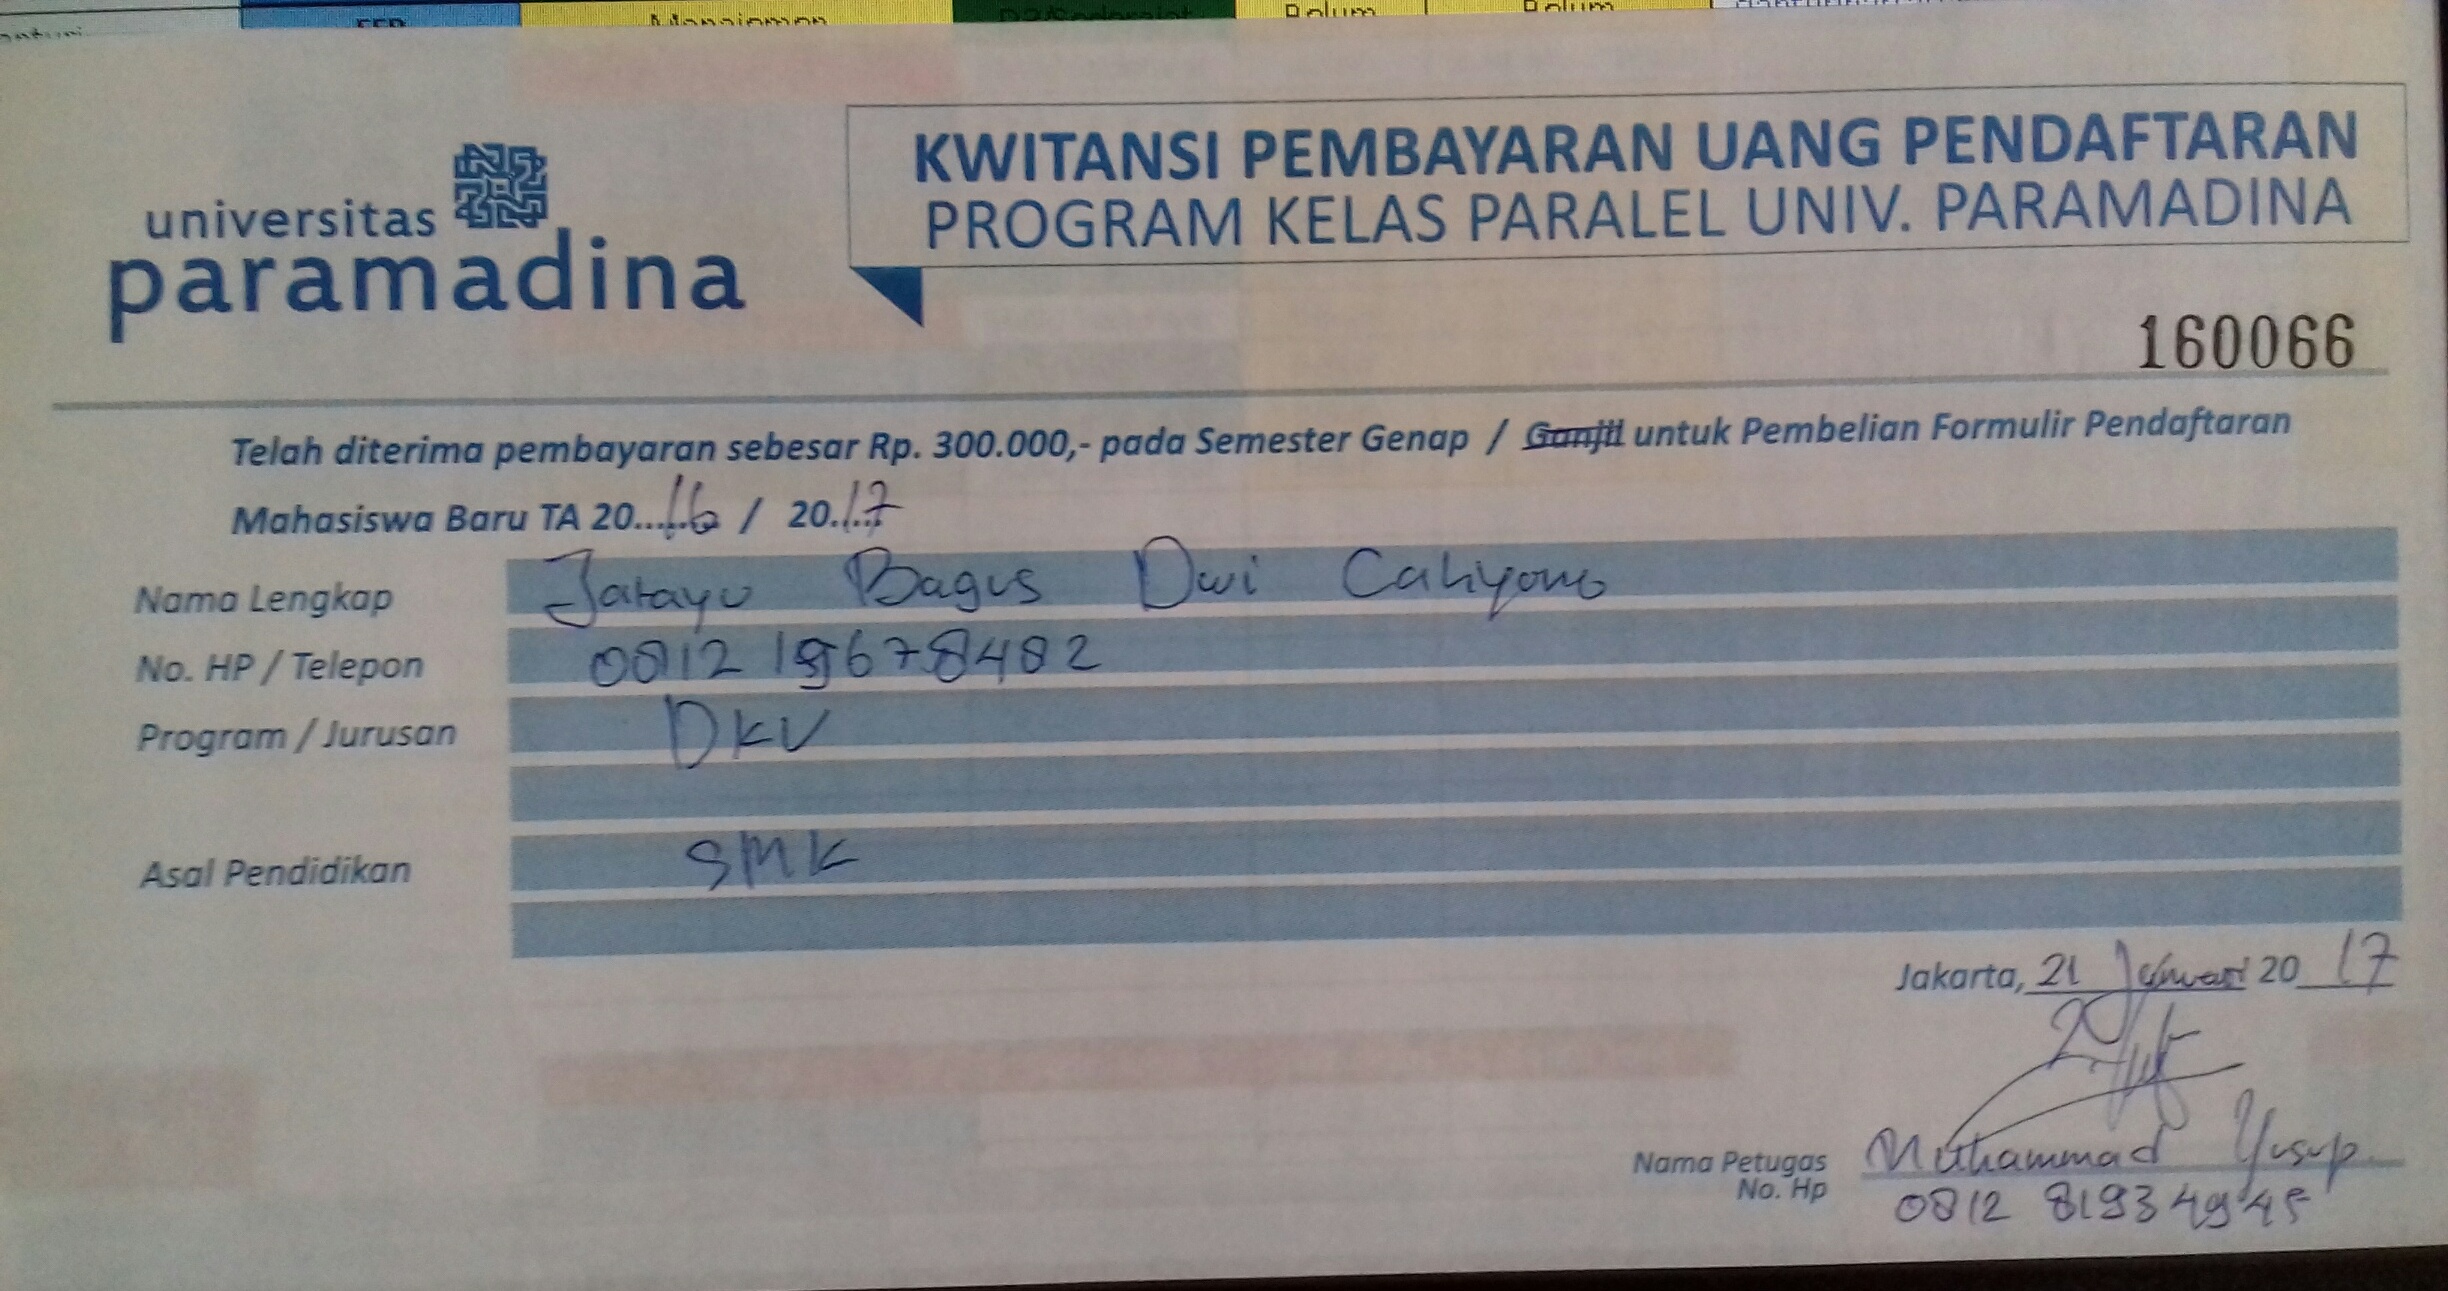 Manajemen
Belum
Belum
universitas
paramadina
KWITANSI PEMBAYARAN UANG PENDAFTARAN
PROGRAM KELAS PARALEL UNIV. PARAMADINA
160066
Telah diterima pembayaran sebesar Rp. 300.000,- pada Semester Genap / Ganjil untuk Pembelian Formulir Pendaftaran
Mahasiswa Baru TA 20...16 / 20.17
Nama Lengkap Jatayu Bagus Dwi Cahyono
No. HP / Telepon 0812 19678482
Program / Jurusan DKV
Asal Pendidikan SMK
Jakarta, 21 Januari 20 17
Nama Petugas Muhammad Yusup
No. Hp 0812 81934945